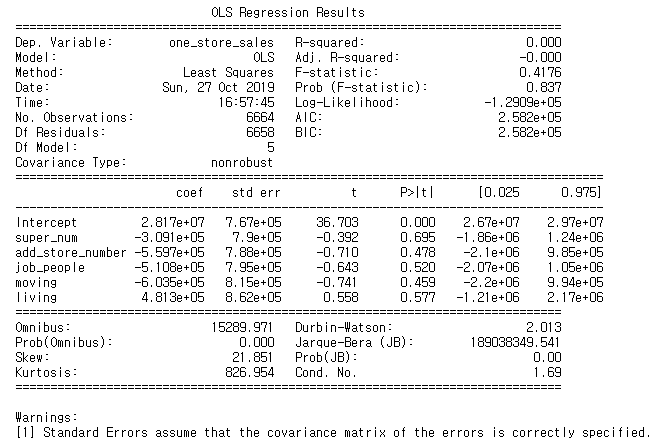 OLS Regression Results
==============================================================================
Dep. Variable: one_store_sales R-squared: 0.000
Model: OLS Adj. R-squared: -0.000
Method: Least Squares F-statistic: 0.4176
Date: Sun, 27 Oct 2019 Prob (F-statistic): 0.837
Time: 16:57:45 Log-Likelihood: -1.2909e+05
No. Observations: 6664 AIC: 2.582e+05
Df Residuals: 6658 BIC: 2.582e+05
Df Model: 5
Covariance Type: nonrobust
====================================================================================
coef std err t P>|t| [0.025 0.975]
------------------------------------------------------------------------------------
Intercept 2.817e+07 7.67e+05 36.703 0.000 2.67e+07 2.97e+07
super_num -3.091e+05 7.9e+05 -0.392 0.695 -1.86e+06 1.24e+06
add_store_number -5.597e+05 7.88e+05 -0.710 0.478 -2.1e+06 9.85e+05
job_people -5.108e+05 7.95e+05 -0.643 0.520 -2.07e+06 1.05e+06
moving -6.035e+05 8.15e+05 -0.741 0.459 -2.2e+06 9.94e+05
living 4.813e+05 8.62e+05 0.558 0.577 -1.21e+06 2.17e+06
==============================================================================
Omnibus: 15289.971 Durbin-Watson: 2.013
Prob(Omnibus): 0.000 Jarque-Bera (JB): 189038349.541
Skew: 21.851 Prob(JB): 0.00
Kurtosis: 826.954 Cond. No. 1.69
==============================================================================
Warnings:
[1] Standard Errors assume that the covariance matrix of the errors is correctly specified.